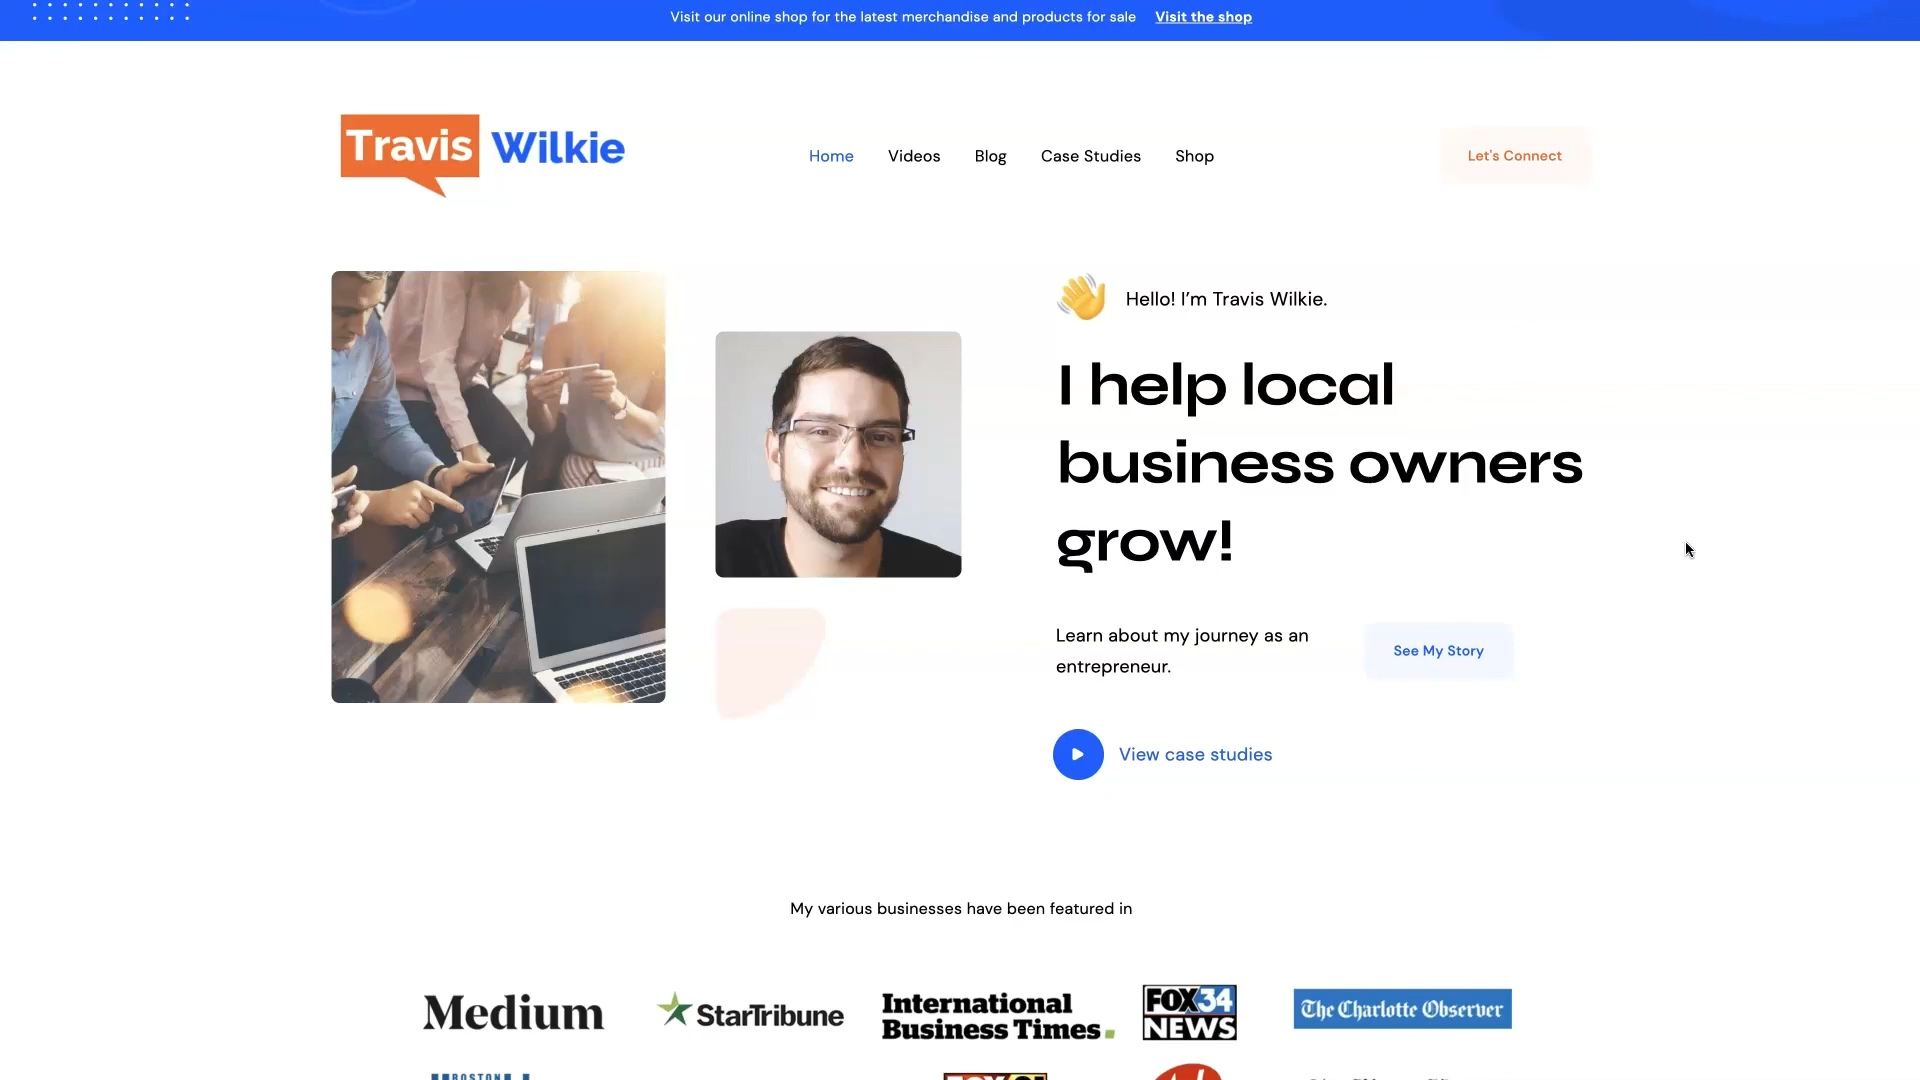 Visit our online shop for the latest merchandise and products for sale Visit the shop
Travis Wilkie
Home Videos Blog Case Studies Shop
Let's Connect
Hello! I’m Travis Wilkie.
I help local
business owners
grow!
Learn about my journey as an
entrepreneur.
See My Story
View case studies
My various businesses have been featured in
Medium
StarTribune
International
Business Times
FOX34
NEWS
The Charlotte Observer
BOSTON